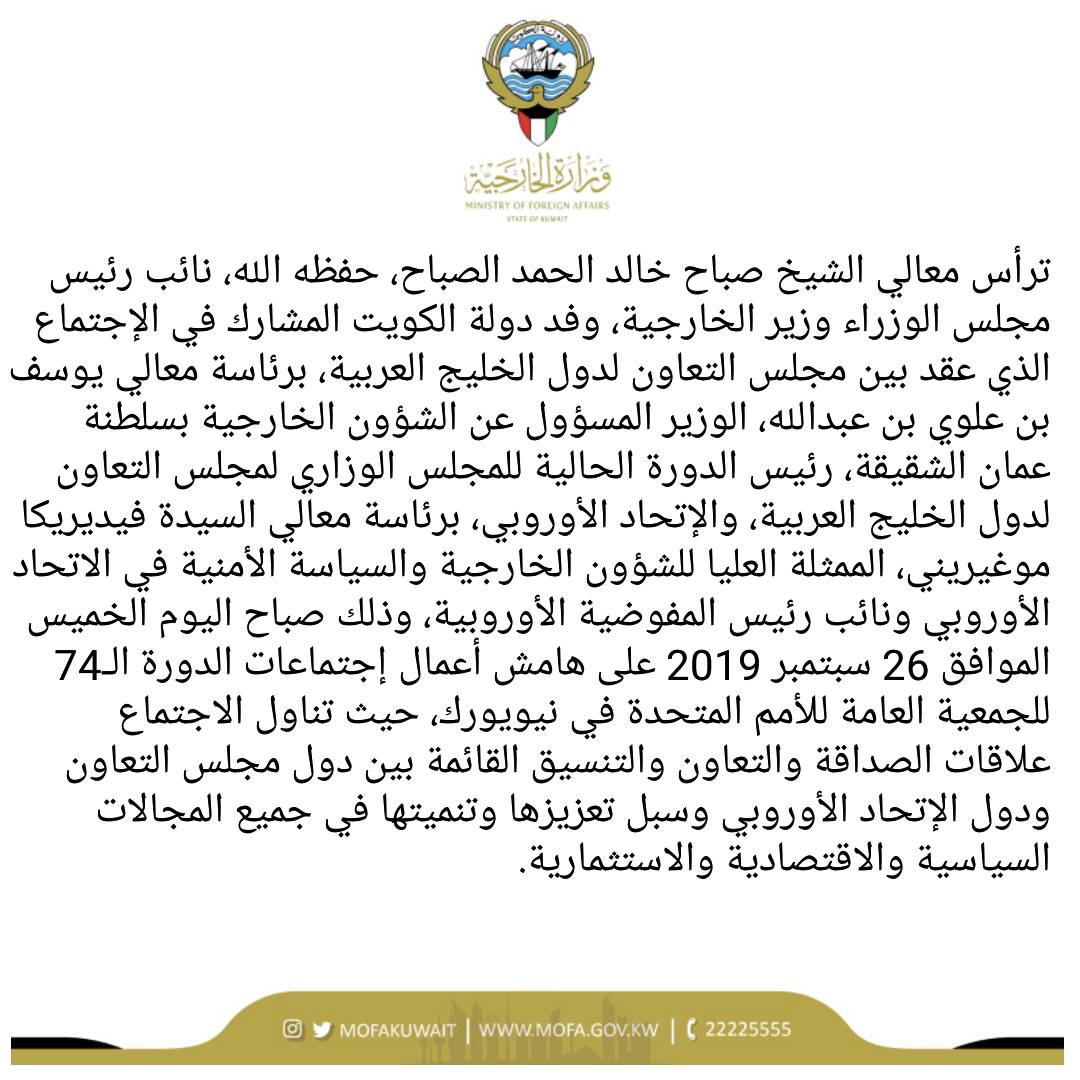 دولة الكويت
وزارة الخارجية
MINISTRY OF FOREIGN AFFAIRS
STATE OF KUWAIT
ترأس معالي الشيخ صباح خالد الحمد الصباح، حفظه الله، نائب رئيس
مجلس الوزراء وزير الخارجية، وفد دولة الكويت المشارك في الإجتماع
الذي عقد بين مجلس التعاون لدول الخليج العربية، برئاسة معالي يوسف
بن علوي بن عبدالله، الوزير المسؤول عن الشؤون الخارجية بسلطنة
عمان الشقيقة، رئيس الدورة الحالية للمجلس الوزاري لمجلس التعاون
لدول الخليج العربية، والإتحاد الأوروبي، برئاسة معالي السيدة فيديريكا
موغيريني، الممثلة العليا للشؤون الخارجية والسياسة الأمنية في الاتحاد
الأوروبي ونائب رئيس المفوضية الأوروبية، وذلك صباح اليوم الخميس
الموافق 26 سبتمبر 2019 على هامش أعمال إجتماعات الدورة الـ74
للجمعية العامة للأمم المتحدة في نيويورك، حيث تناول الاجتماع
علاقات الصداقة والتعاون والتنسيق القائمة بين دول مجلس التعاون
ودول الإتحاد الأوروبي وسبل تعزيزها وتنميتها في جميع المجالات
السياسية والاقتصادية والاستثمارية.
MOFAKUWAIT | WWW.MOFA.GOV.KW | 22225555